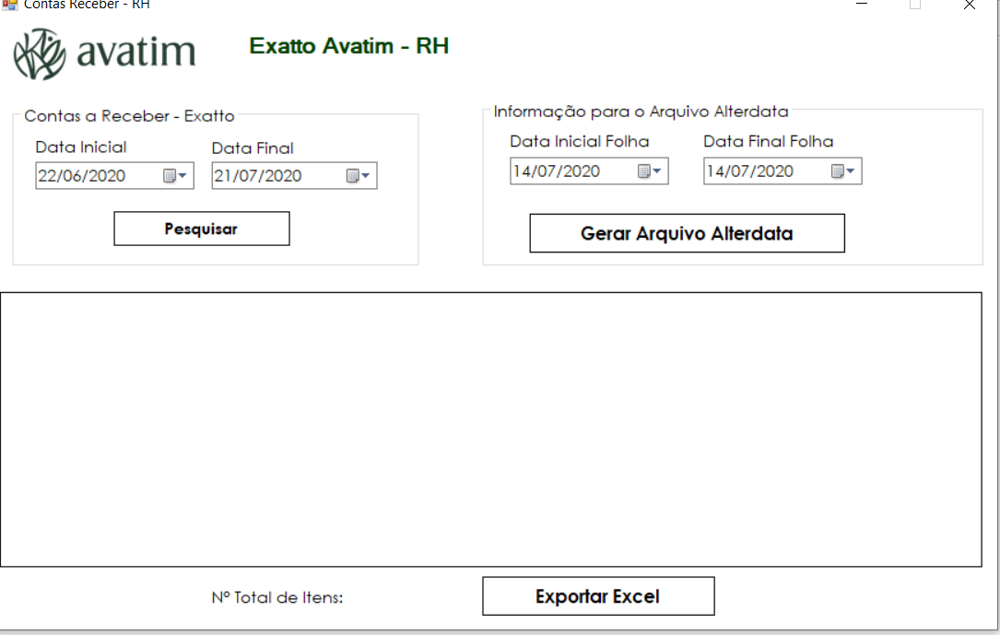 Contas Receber - RH
avatim
Exatto Avatim - RH
Contas a Receber - Exatto
Data Inicial
Data Final
22/06/2020
21/07/2020
Pesquisar
Informação para o Arquivo Alterdata
Data Inicial Folha
Data Final Folha
14/07/2020
14/07/2020
Gerar Arquivo Alterdata
Nº Total de Itens:
Exportar Excel